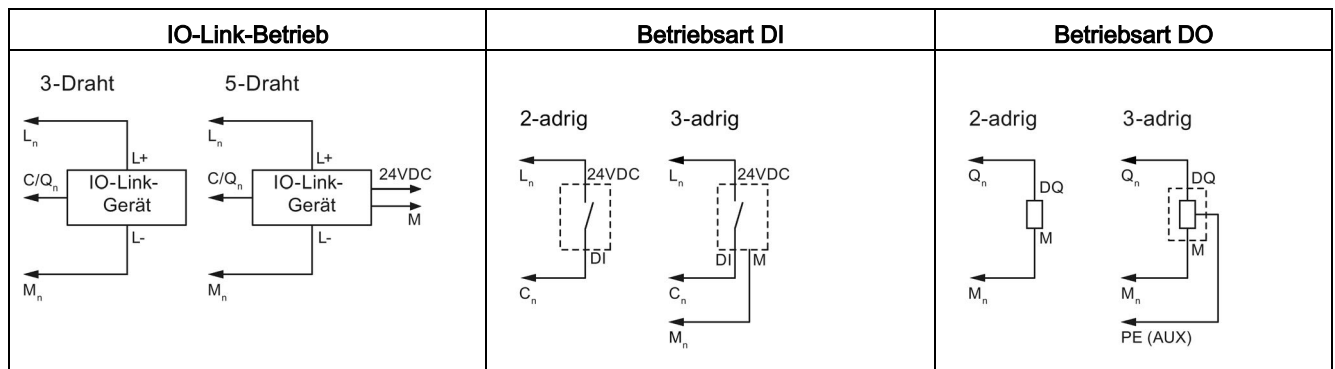 IO-Link-Betrieb
Betriebsart DI
Betriebsart DO
3-Draht
5-Draht
Ln
L+
C/Qn
IO-Link-
Gerät
L-
Mn
Ln
L+
C/Qn
IO-Link-
Gerät
24VDC
M
L-
Mn
2-adrig
3-adrig
Ln
24VDC
DI
Cn
Ln
24VDC
DI
M
Cn
Mn
2-adrig
3-adrig
Qn
DQ
M
Mn
Qn
DQ
M
Mn
PE (AUX)